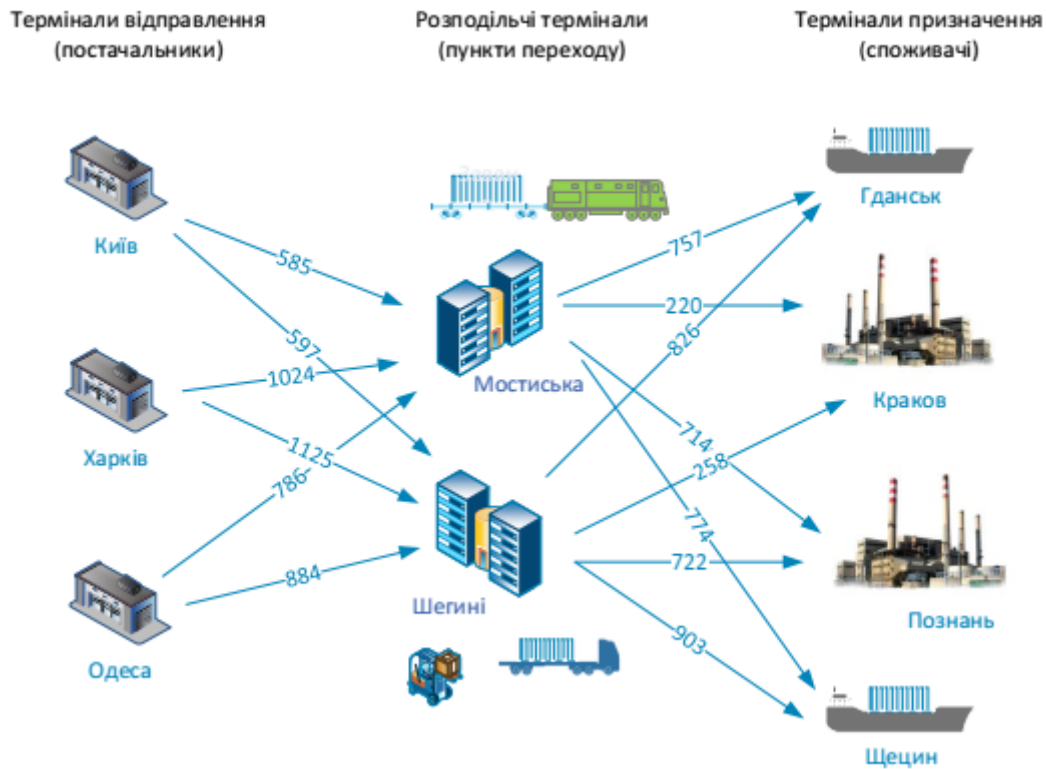 Термінали відправлення
(постачальники)
Розподільчі термінали
(пункти переходу)
Термінали призначення
(споживачі)
Київ
Харків
Одеса
Мостиська
Шегині
Гданськ
Краков
Познань
Щецин
585
597
1024
1125
786
884
757
220
826
714
258
774
722
903